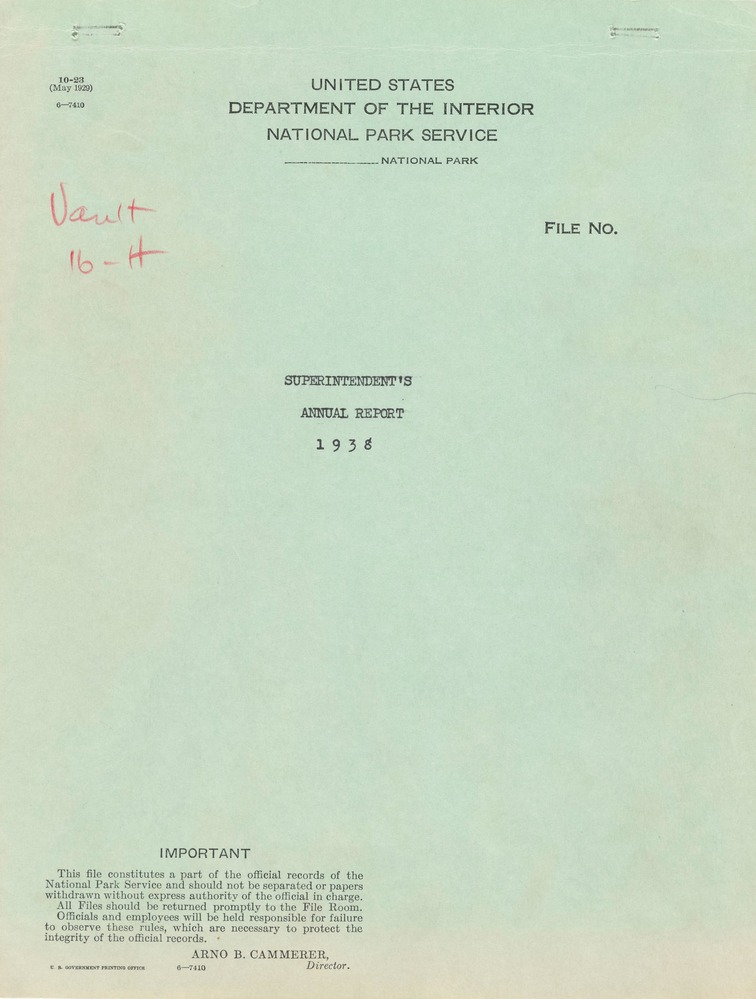 10-23
(May 1929)
6—7410
UNITED STATES
DEPARTMENT OF THE INTERIOR
NATIONAL PARK SERVICE
NATIONAL PARK
Vault
16-H
FILE NO.
SUPERINTENDENT'S
ANNUAL REPORT
1938
IMPORTANT
This file constitutes a part of the official records of the
National Park Service and should not be separated or papers
withdrawn without express authority of the official in charge.
All Files should be returned promptly to the File Room.
Officials and employees will be held responsible for failure
to observe these rules, which are necessary to protect the
integrity of the official records.
ARNO B. CAMMERER,
Director.
U. S. GOVERNMENT PRINTING OFFICE 6—7410